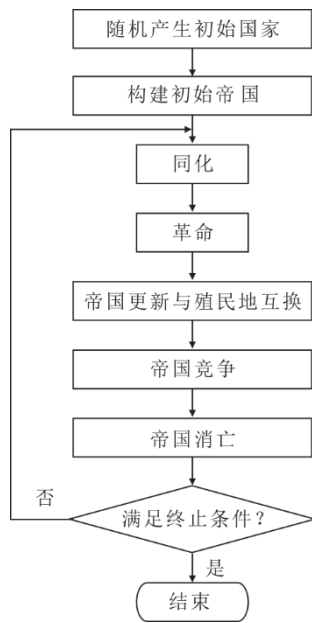 随机产生初始国家
构建初始帝国
同化
革命
帝国更新与殖民地互换
帝国竞争
帝国消亡
否
满足终止条件?
是
结束